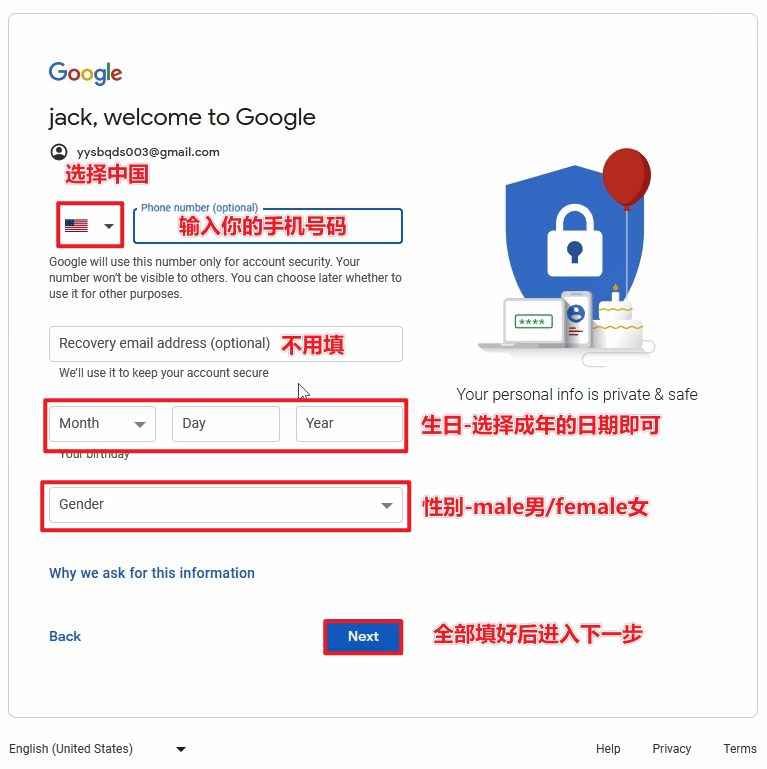 Google
jack, welcome to Google
yysbqds003@gmail.com
选择中国
Phone number (optional)
输入你的手机号码
Google will use this number only for account security. Your
number won't be visible to others. You can choose later whether to
use it for other purposes.
Recovery email address (optional) 不用填
We'll use it to keep your account secure
****
Your personal info is private & safe
Month Day Year 生日-选择成年的日期即可
Your birthday
Gender 性别-male男/female女
Why we ask for this information
Back Next 全部填好后进入下一步
English (United States) Help Privacy Terms